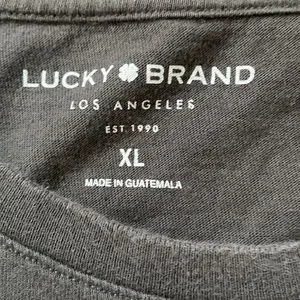 LUCKY BRAND
LOS ANGELES
EST. 1990
XL
MADE IN GUATEMALA